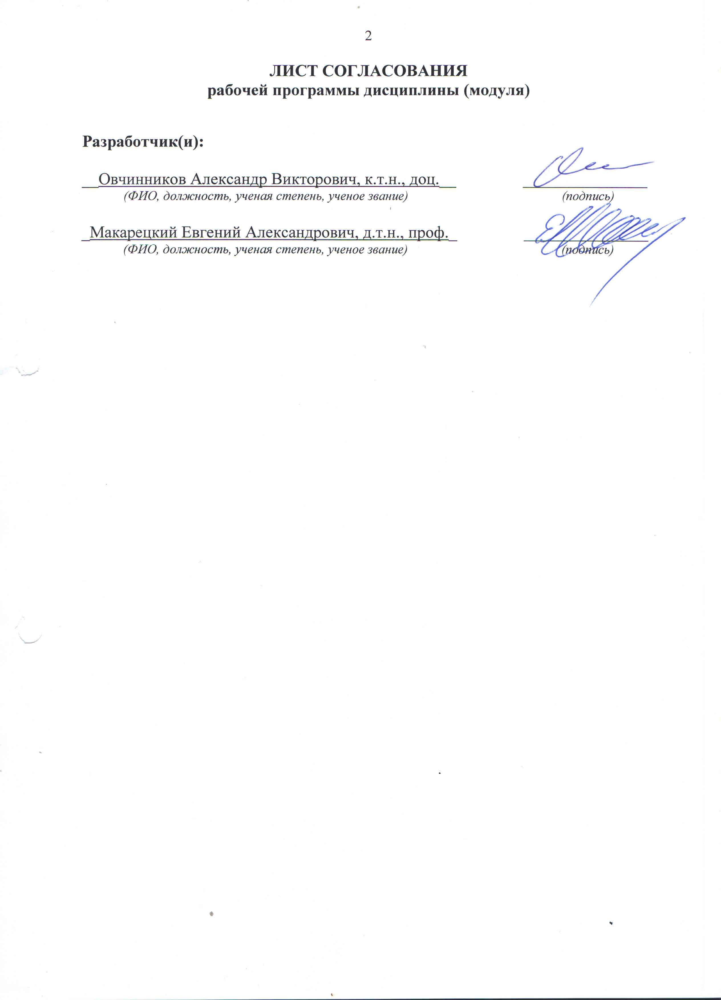 2
ЛИСТ СОГЛАСОВАНИЯ
рабочей программы дисциплины (модуля)
Разработчик(и):
Овчинников Александр Викторович, к.т.н., доц.
(ФИО, должность, ученая степень, ученое звание) (подпись)
Макарецкий Евгений Александрович, д.т.н., проф.
(ФИО, должность, ученая степень, ученое звание) (подпись)